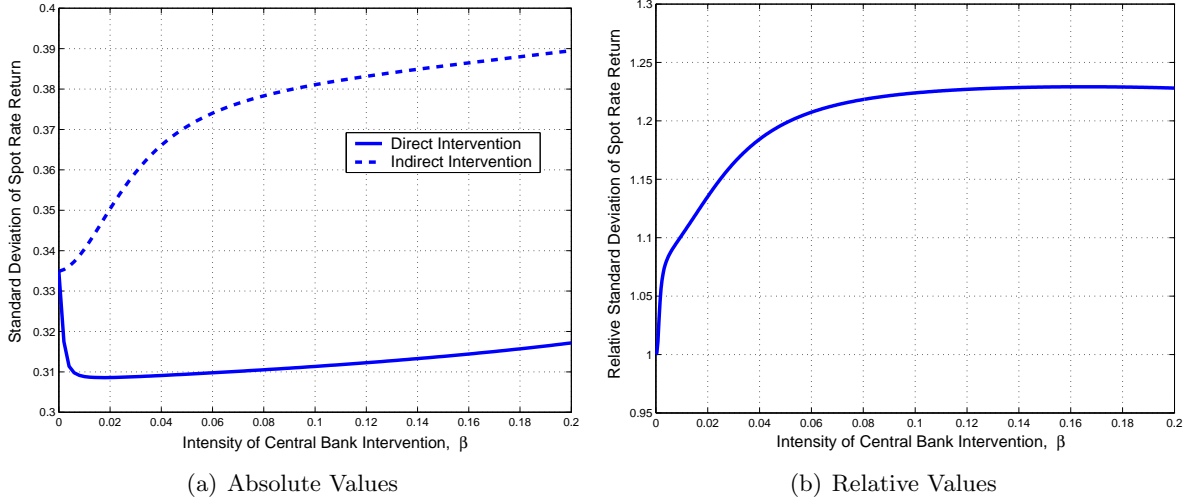 0.4
0.39
0.38
0.37
0.36
0.35
0.34
0.33
0.32
0.31
0.3
Standard Deviation of Spot Rate Return
Direct Intervention
Indirect Intervention
0 0.02 0.04 0.06 0.08 0.1 0.12 0.14 0.16 0.18 0.2
Intensity of Central Bank Intervention, β
(a) Absolute Values
1.3
1.25
1.2
1.15
1.1
1.05
1
0.95
Relative Standard Deviation of Spot Rate Return
0 0.02 0.04 0.06 0.08 0.1 0.12 0.14 0.16 0.18 0.2
Intensity of Central Bank Intervention, β
(b) Relative Values